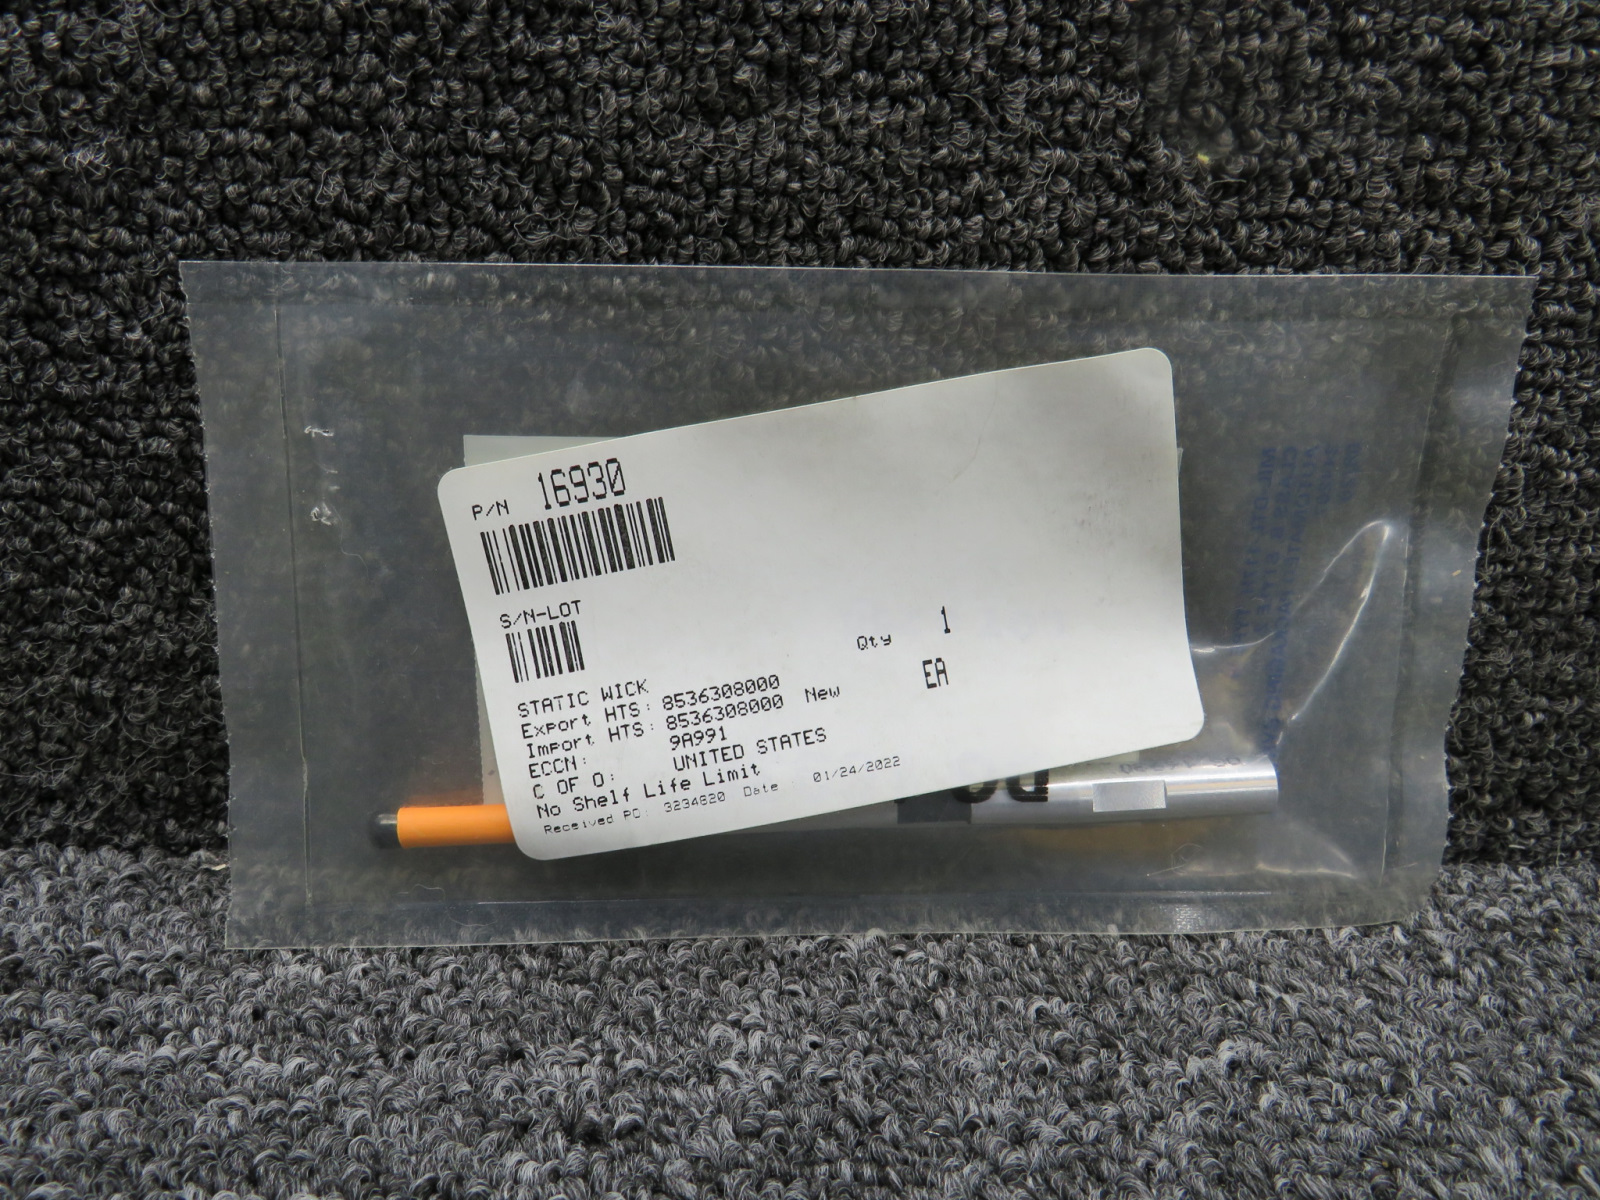 P/N 16930
S/N-LOT
Qty 1
EA
STATIC WICK
Export HTS: 8536308000
Import HTS: 8536308000 New
ECCN: 9A991
C OF O: UNITED STATES
No Shelf Life Limit
Received PO: 3234820 Date 01/24/2022